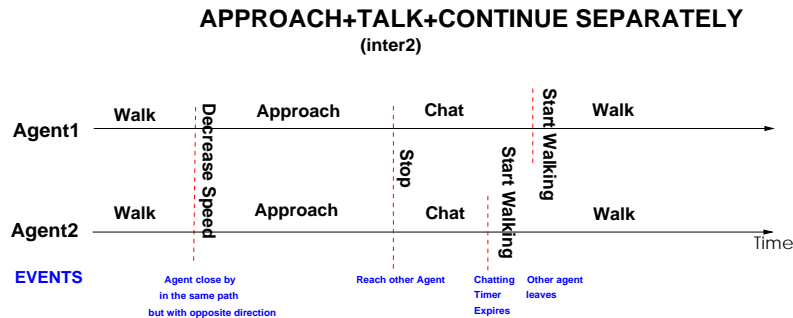 APPROACH+TALK+CONTINUE SEPARATELY
(inter2)
Walk
Decrease Speed
Approach
Chat
Start Walking
Walk
Agent1
Stop
Start Walking
Walk
Approach
Chat
Walk
Agent2
Time
EVENTS
Agent close by
in the same path
but with opposite direction
Reach other Agent
Chatting
Timer
Expires
Other agent
leaves